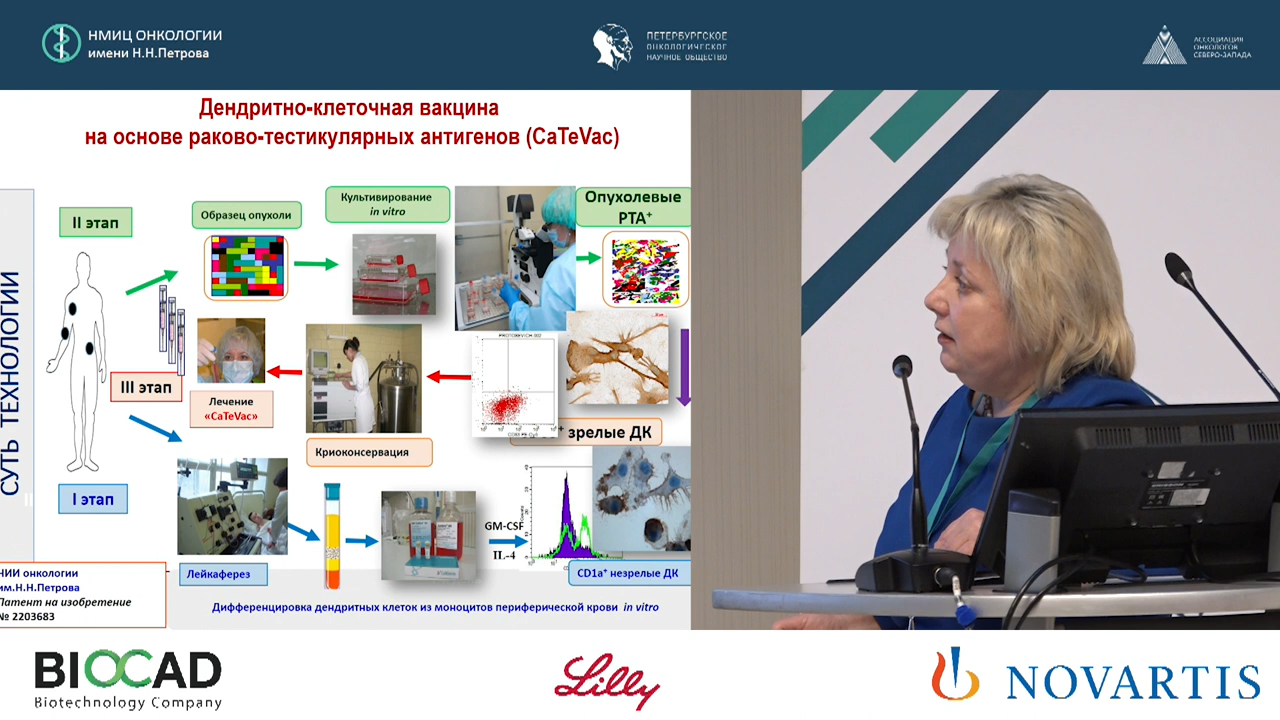 НМИЦ ОНКОЛОГИИ
имени Н.Н.Петрова
ПЕТЕРБУРГСКОЕ
ОНКОЛОГИЧЕСКОЕ
НАУЧНОЕ ОБЩЕСТВО
АССОЦИАЦИЯ
ОНКОЛОГОВ
СЕВЕРО-ЗАПАДА
Дендритно-клеточная вакцина
на основе раково-тестикулярных антигенов (CaTeVac)
СУТЬ ТЕХНОЛОГИИ
II этап
Образец опухоли
Культивирование
in vitro
Опухолевые
РТА⁺
III этап
Лечение
«CaTeVac»
Криоконсервация
⁺ зрелые ДК
I этап
Лейкаферез
GM-CSF
IL-4
CD1a⁺ незрелые ДК
НИИ онкологии
им.Н.Н.Петрова
Патент на изобретение
№ 2203683
Дифференцировка дендритных клеток из моноцитов периферической крови in vitro
BIOCAD
Biotechnology Company
Lilly
NOVARTIS